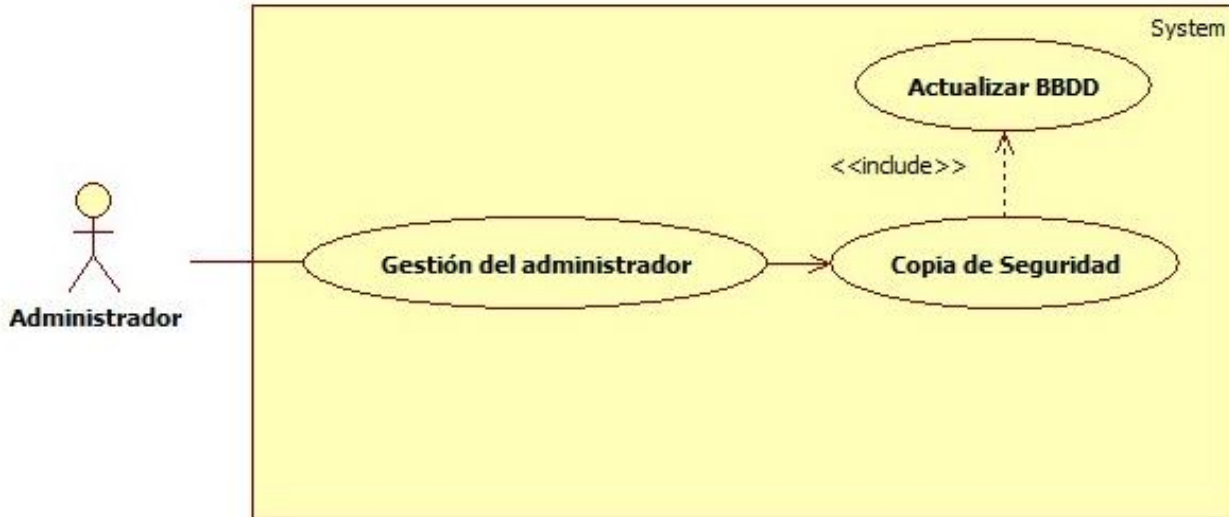 System
Actualizar BBDD
<<include>>
Gestión del administrador
Copia de Seguridad
Administrador